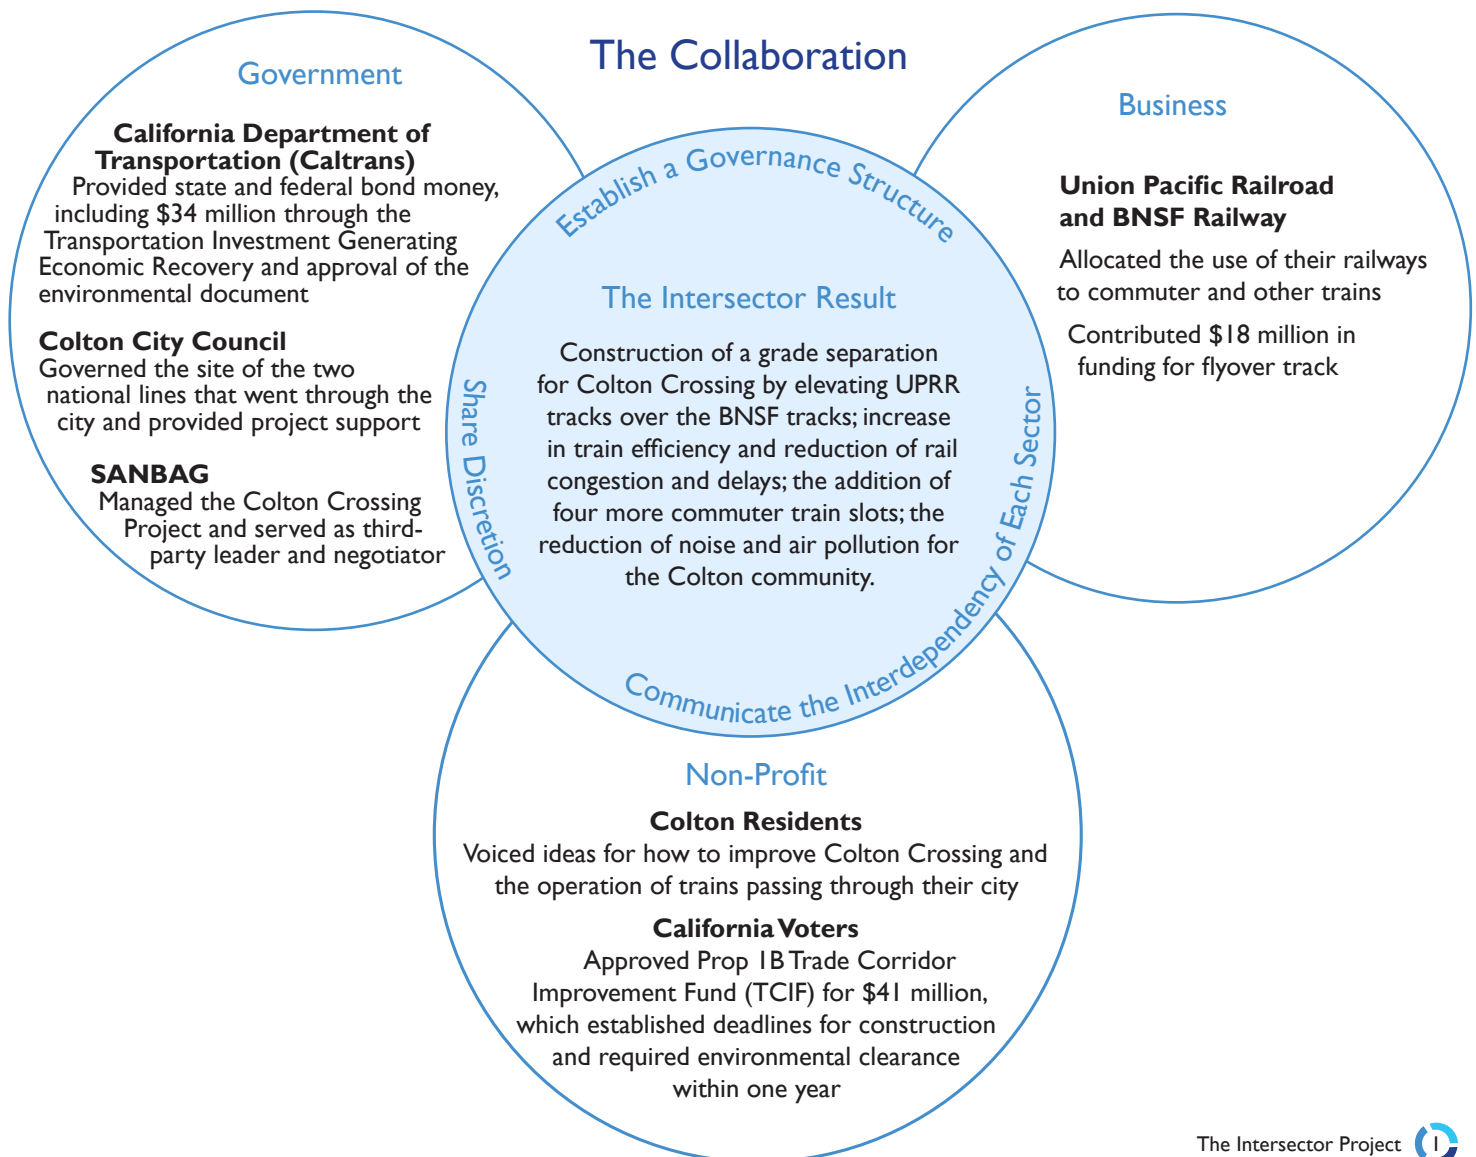 The Collaboration
Government
California Department of
Transportation (Caltrans)
Provided state and federal bond money,
including $34 million through the
Transportation Investment Generating
Economic Recovery and approval of the
environmental document
Colton City Council
Governed the site of the two
national lines that went through the
city and provided project support
SANBAG
Managed the Colton Crossing
Project and served as third-
party leader and negotiator
Establish a Governance Structure
Share Discretion
Communicate the Interdependency of Each Sector
The Intersector Result
Construction of a grade separation
for Colton Crossing by elevating UPRR
tracks over the BNSF tracks; increase
in train efficiency and reduction of rail
congestion and delays; the addition of
four more commuter train slots; the
reduction of noise and air pollution for
the Colton community.
Business
Union Pacific Railroad
and BNSF Railway
Allocated the use of their railways
to commuter and other trains
Contributed $18 million in
funding for flyover track
Non-Profit
Colton Residents
Voiced ideas for how to improve Colton Crossing and
the operation of trains passing through their city
California Voters
Approved Prop 1B Trade Corridor
Improvement Fund (TCIF) for $41 million,
which established deadlines for construction
and required environmental clearance
within one year
The Intersector Project 1